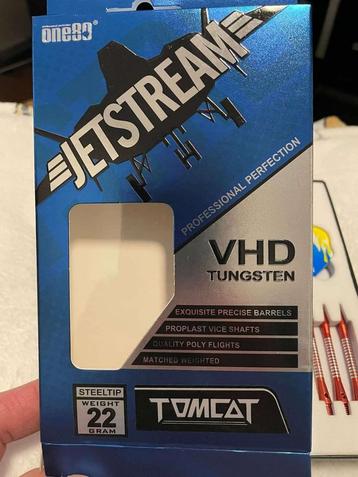 one80
JETSTREAM
PROFESSIONAL PERFECTION
VHD
TUNGSTEN
EXQUISITE PRECISE BARRELS
PROPLAST VICE SHAFTS
QUALITY POLY FLIGHTS
MATCHED WEIGHTED
STEELTIP
WEIGHT
22
GRAM
TOMCAT